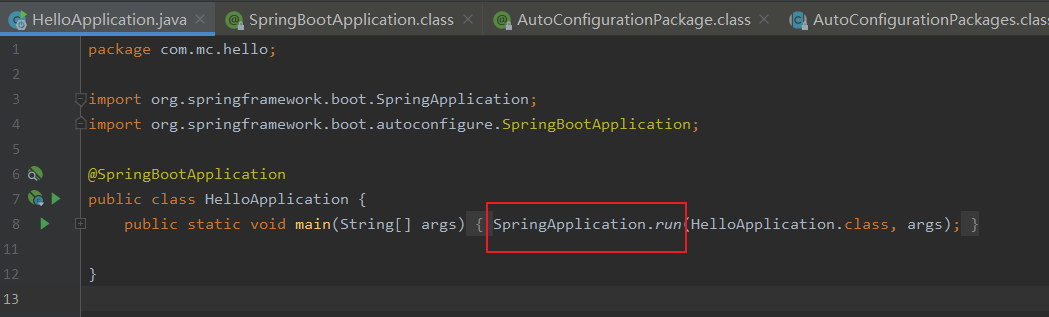 HelloApplication.java SpringBootApplication.class AutoConfigurationPackage.class AutoConfigurationPackages.clas
1 package com.mc.hello;
2
3 import org.springframework.boot.SpringApplication;
4 import org.springframework.boot.autoconfigure.SpringBootApplication;
5
6 @SpringBootApplication
7 public class HelloApplication {
8 public static void main(String[] args) { SpringApplication.run(HelloApplication.class, args); }
11
12 }
13